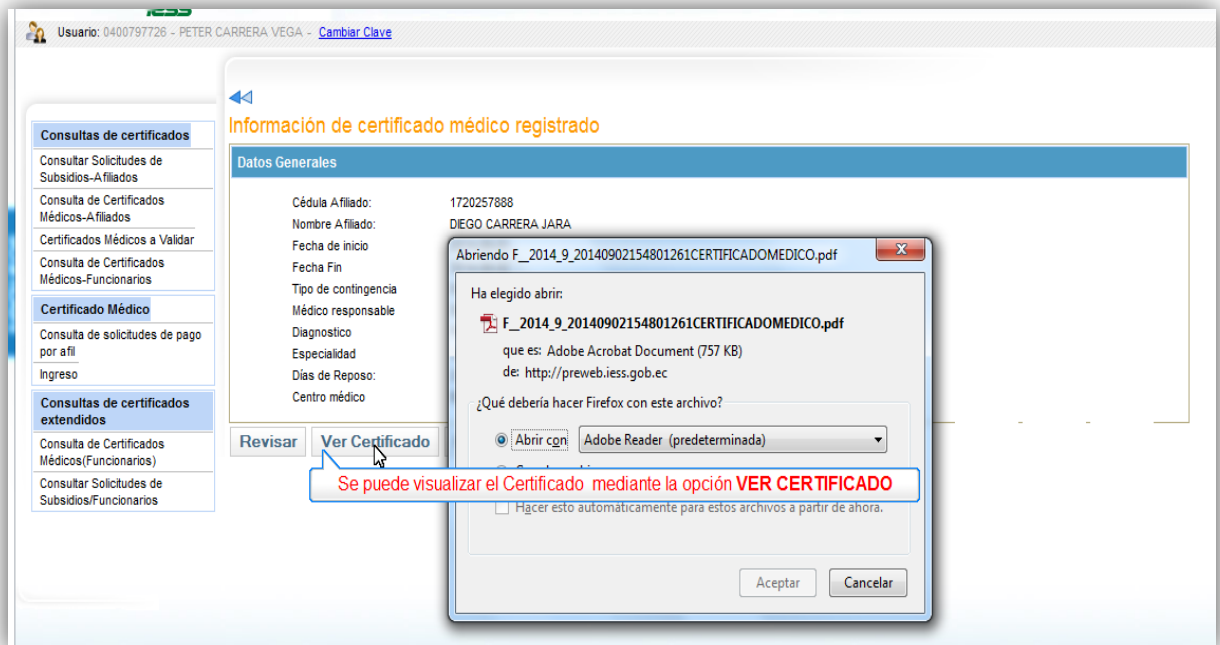 Usuario: 0400797726 - PETER CARRERA VEGA - Cambiar Clave
Consultas de certificados
Consultar Solicitudes de
Subsidios-Afiliados
Consulta de Certificados
Médicos-Afiliados
Certificados Médicos a Validar
Consulta de Certificados
Médicos-Funcionarios
Certificado Médico
Consulta de solicitudes de pago
por afil
Ingreso
Consultas de certificados
extendidos
Consulta de Certificados
Médicos(Funcionarios)
Consultar Solicitudes de
Subsidios/Funcionarios
Información de certificado médico registrado
Datos Generales
Cédula Afiliado: 1720257888
Nombre Afiliado: DIEGO CARRERA JARA
Fecha de inicio
Fecha Fin
Tipo de contingencia
Médico responsable
Diagnostico
Especialidad
Días de Reposo:
Centro médico
Revisar Ver Certificado
Abriendo F__2014_9_20140902154801261CERTIFICADOMEDICO.pdf
Ha elegido abrir:
F__2014_9_20140902154801261CERTIFICADOMEDICO.pdf
que es: Adobe Acrobat Document (757 KB)
de: http://preweb.iess.gob.ec
¿Qué debería hacer Firefox con este archivo?
Abrir con Adobe Reader (predeterminada)
Se puede visualizar el Certificado mediante la opción VER CERTIFICADO
Hacer esto automáticamente para estos archivos a partir de ahora.
Aceptar Cancelar